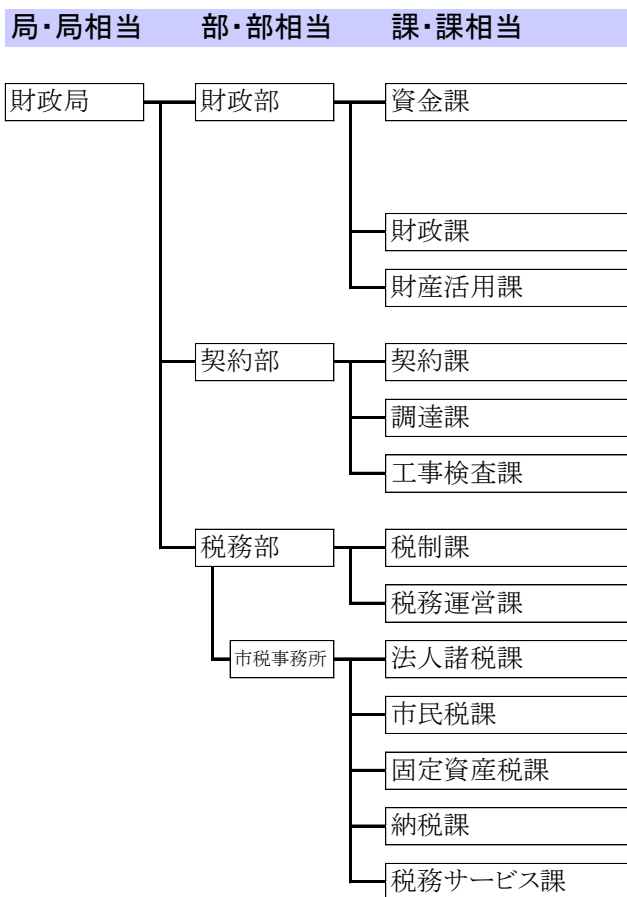 局・局相当 部・部相当 課・課相当
財政局 財政部 資金課
財政課
財産活用課
契約部 契約課
調達課
工事検査課
税務部 税制課
税務運営課
市税事務所 法人諸税課
市民税課
固定資産税課
納税課
税務サービス課